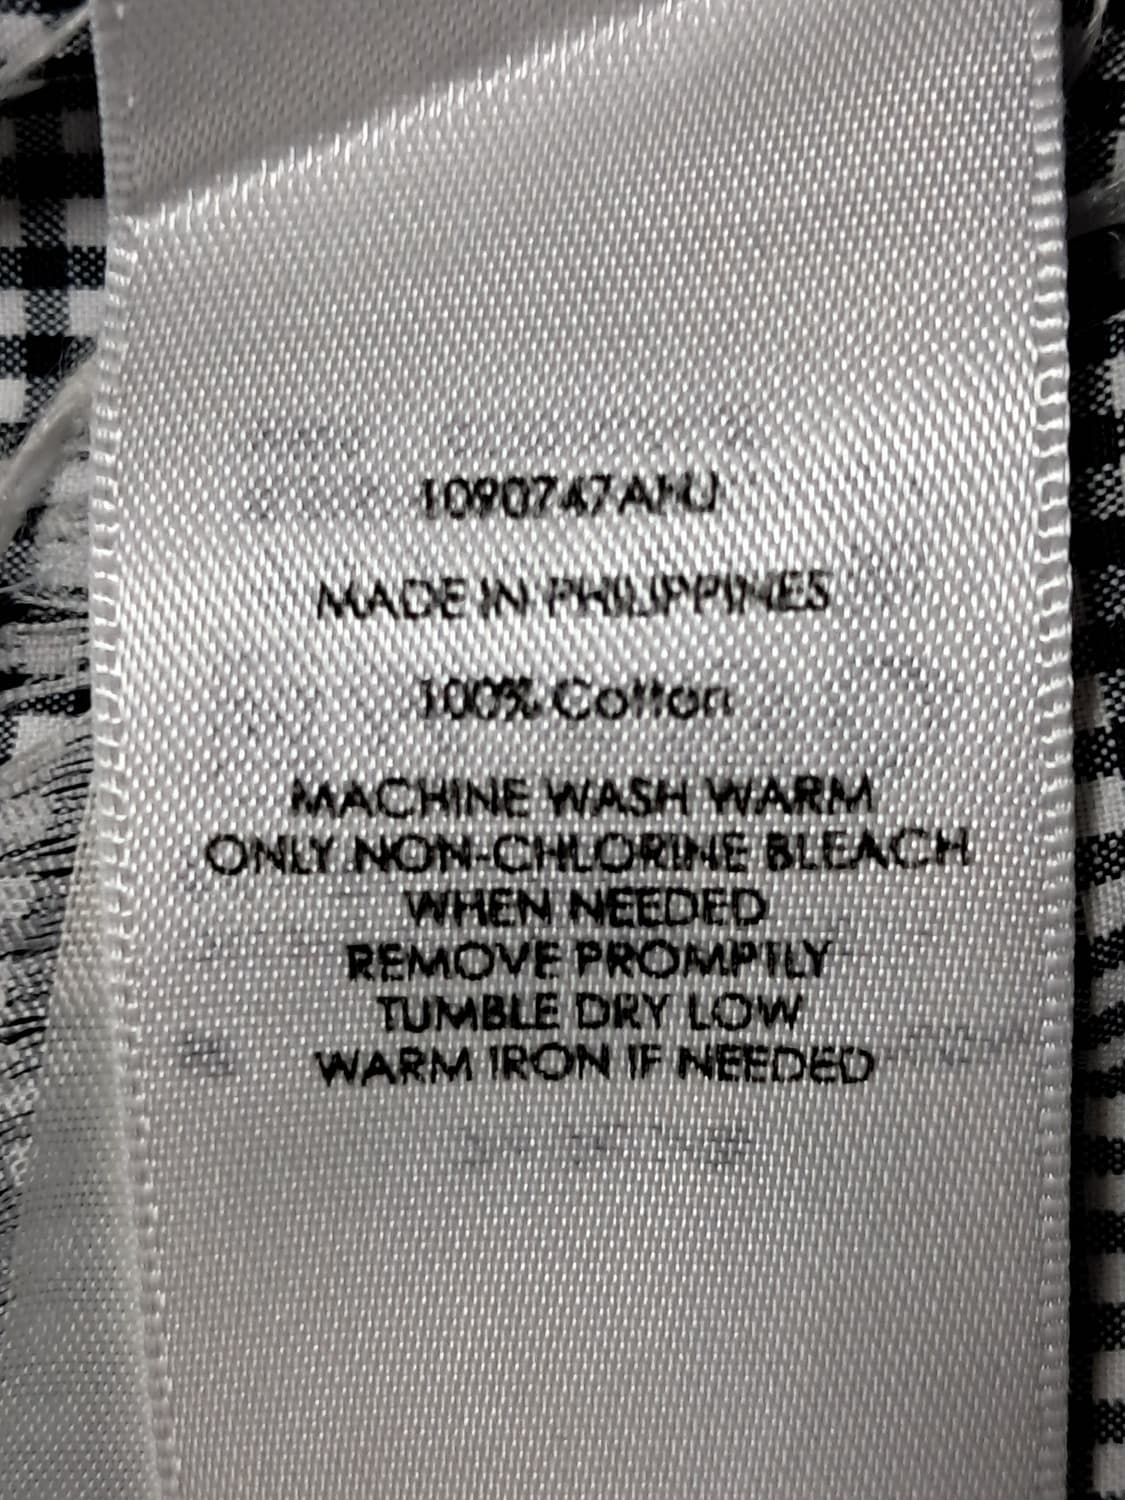 MADE IN PHILIPPINES
100% Cotton
MACHINE WASH WARM
ONLY NON-CHLORINE BLEACH
WHEN NEEDED
REMOVE PROMPTLY
TUMBLE DRY LOW
WARM IRON IF NEEDED